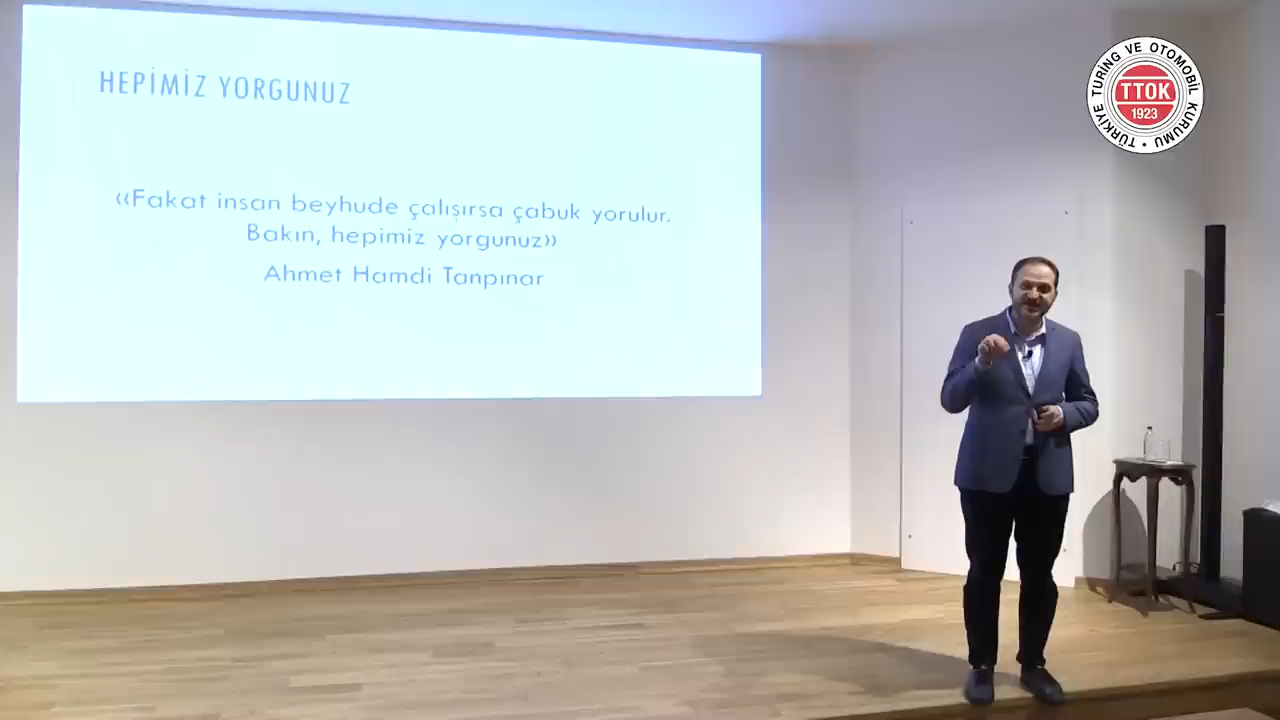 HEPİMİZ YORGUNUZ
‹‹Fakat insan beyhude çalışırsa çabuk yorulur.
Bakın, hepimiz yorgunuz››
Ahmet Hamdi Tanpınar
TÜRKİYE TURİNG VE OTOMOBİL KURUMU •
TTOK
1923